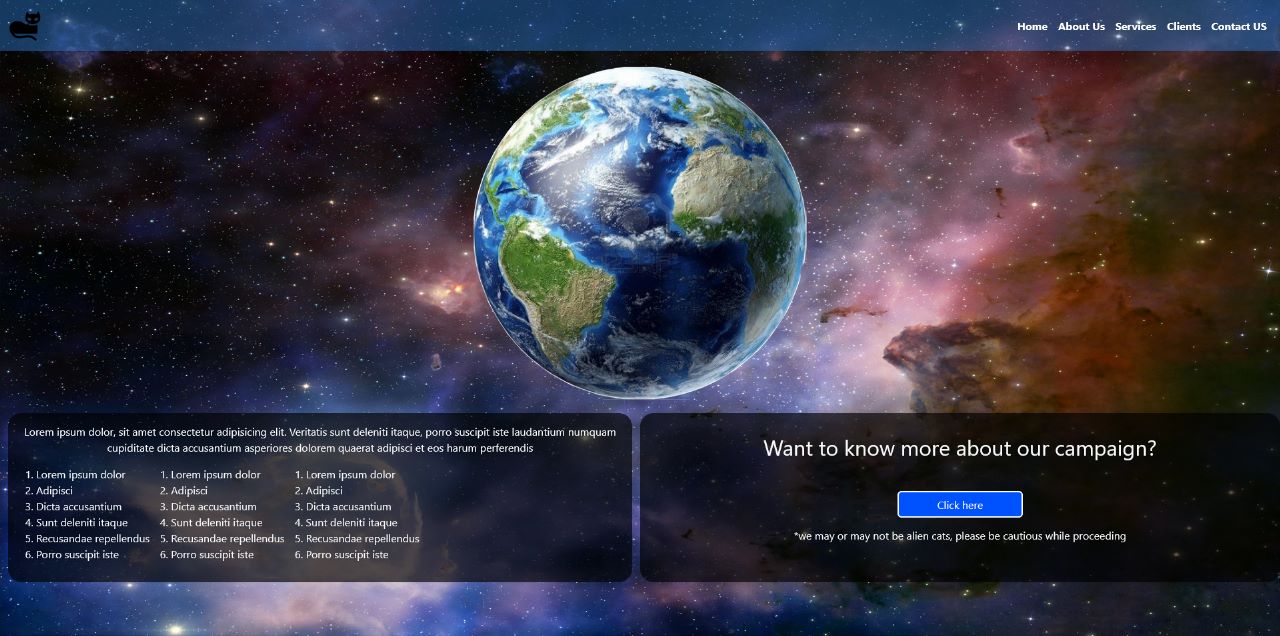 Home About Us Services Clients Contact US
Lorem ipsum dolor, sit amet consectetur adipisicing elit. Veritatis sunt deleniti itaque, porro suscipit iste laudantium numquam
cupiditate dicta accusantium asperiores dolorem quaerat adipisci et eos harum perferendis
1. Lorem ipsum dolor
2. Adipisci
3. Dicta accusantium
4. Sunt deleniti itaque
5. Recusandae repellendus
6. Porro suscipit iste
1. Lorem ipsum dolor
2. Adipisci
3. Dicta accusantium
4. Sunt deleniti itaque
5. Recusandae repellendus
6. Porro suscipit iste
1. Lorem ipsum dolor
2. Adipisci
3. Dicta accusantium
4. Sunt deleniti itaque
5. Recusandae repellendus
6. Porro suscipit iste
Want to know more about our campaign?
Click here
*we may or may not be alien cats, please be cautious while proceeding